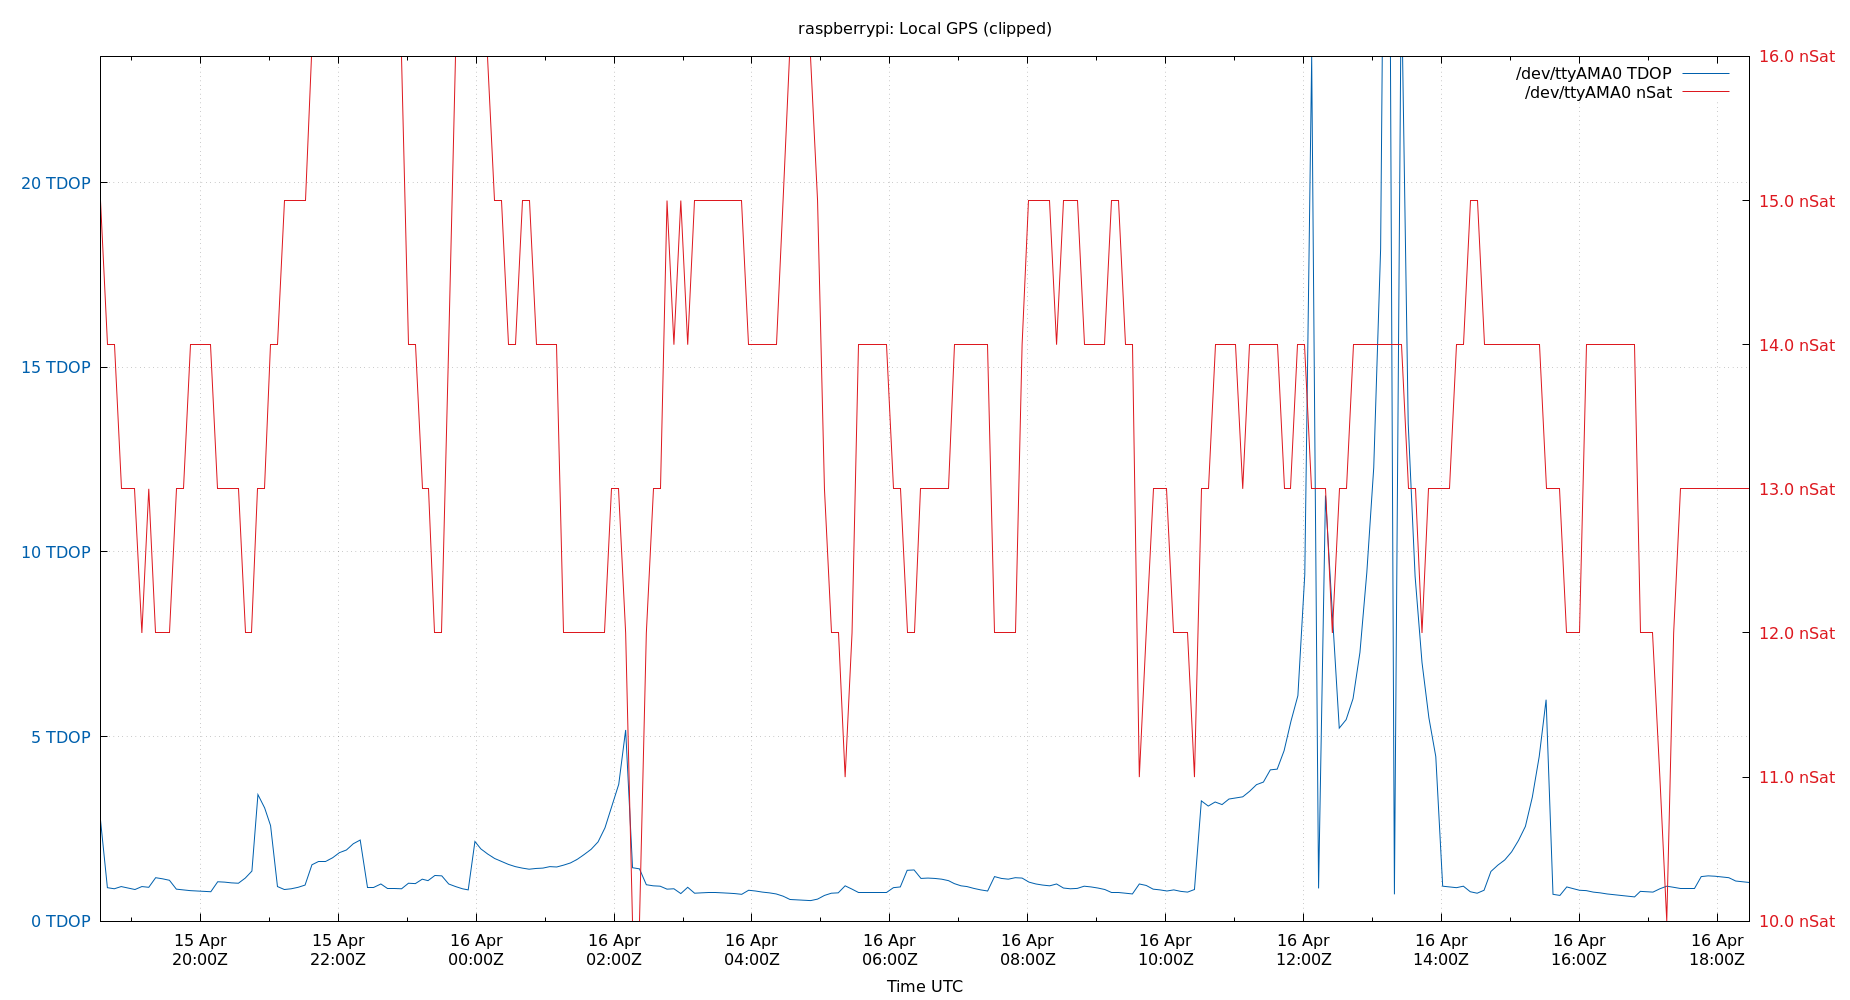 raspberrypi: Local GPS (clipped)
/dev/ttyAMA0 TDOP
/dev/ttyAMA0 nSat
20 TDOP
15 TDOP
10 TDOP
5 TDOP
0 TDOP
16.0 nSat
15.0 nSat
14.0 nSat
13.0 nSat
12.0 nSat
11.0 nSat
10.0 nSat
15 Apr
20:00Z
15 Apr
22:00Z
16 Apr
00:00Z
16 Apr
02:00Z
16 Apr
04:00Z
16 Apr
06:00Z
16 Apr
08:00Z
16 Apr
10:00Z
16 Apr
12:00Z
16 Apr
14:00Z
16 Apr
16:00Z
16 Apr
18:00Z
Time UTC